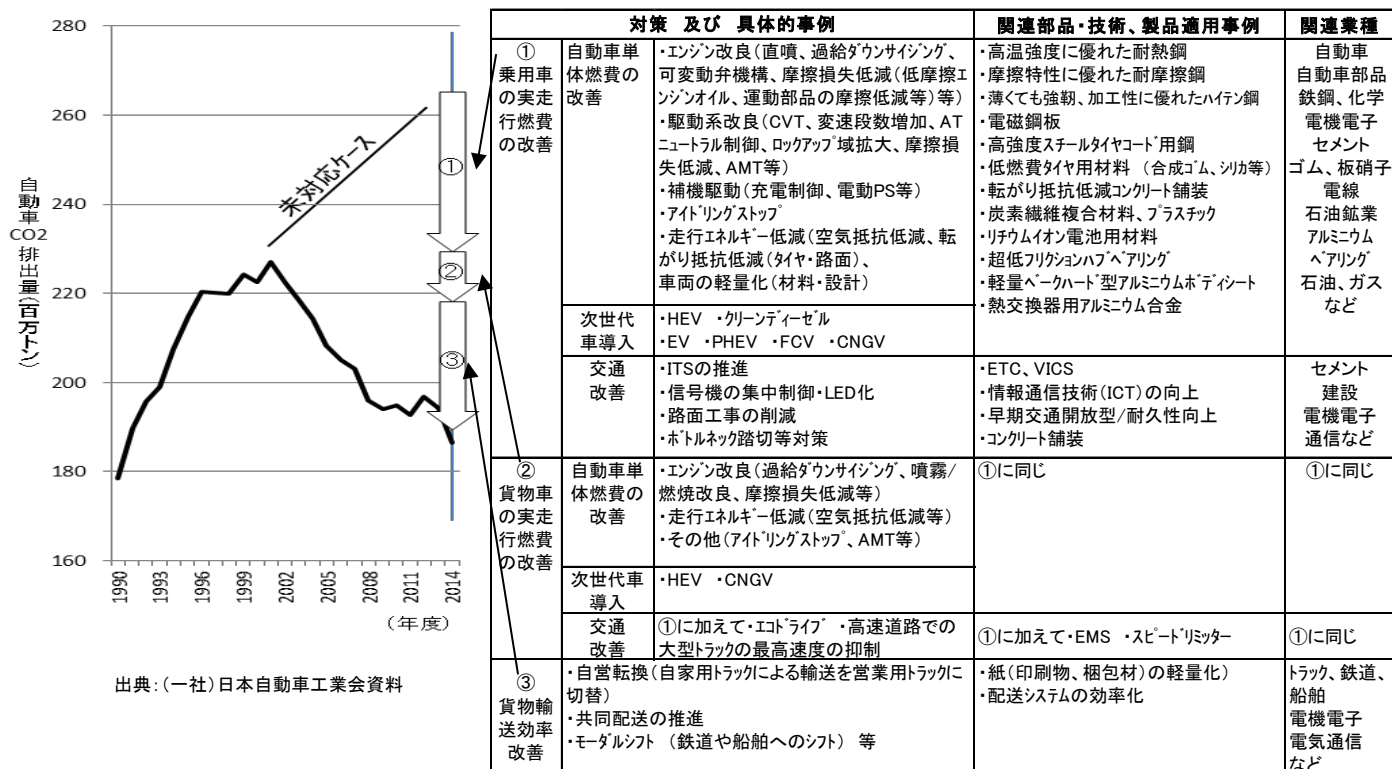 280
260
240
220
200
180
160
自動車CO2排出量(百万トン)
未対応ケース
①
②
③
1990
1993
1996
1999
2002
2005
2008
2011
2014
(年度)
出典:(一社)日本自動車工業会資料
対策 及び 具体的事例
関連部品・技術、製品適用事例
関連業種
①
乗用車
の実走
行燃費
の改善
自動車単
体燃費の
改善
・エンジン改良(直噴、過給ダウンサイジング、
可変動弁機構、摩擦損失低減(低摩擦エ
ンジンオイル、運動部品の摩擦低減等)等)
・駆動系改良(CVT、変速段数増加、AT
ニュートラル制御、ロックアップ域拡大、摩擦損
失低減、AMT等)
・補機駆動(充電制御、電動PS等)
・アイドリングストップ
・走行エネルギー低減(空気抵抗低減、転
がり抵抗低減(タイヤ・路面)、
車両の軽量化(材料・設計)
・高温強度に優れた耐熱鋼
・摩擦特性に優れた耐摩擦鋼
・薄くても強靭、加工性に優れたハイテン鋼
・電磁鋼板
・高強度スチールタイヤコード用鋼
・低燃費タイヤ用材料 (合成ゴム、シリカ等)
・転がり抵抗低減コンクリート舗装
・炭素繊維複合材料、プラスチック
・リチウムイオン電池用材料
・超低フリクションハブベアリング
・軽量ベークハード型アルミニウムボディシート
・熱交換器用アルミニウム合金
自動車
自動車部品
鉄鋼、化学
電機電子
セメント
ゴム、板硝子
電線
石油鉱業
アルミニウム
ベアリング
石油、ガス
など
次世代
車導入
・HEV ・クリーンディーゼル
・EV ・PHEV ・FCV ・CNGV
交通
改善
・ITSの推進
・信号機の集中制御・LED化
・路面工事の削減
・ボトルネック踏切等対策
・ETC、VICS
・情報通信技術(ICT)の向上
・早期交通開放型/耐久性向上
・コンクリート舗装
セメント
建設
電機電子
通信など
②
貨物車
の実走
行燃費
の改善
自動車単
体燃費の
改善
・エンジン改良(過給ダウンサイジング、噴霧/
燃焼改良、摩擦損失低減等)
・走行エネルギー低減(空気抵抗低減等)
・その他(アイドリングストップ、AMT等)
①に同じ
①に同じ
次世代車
導入
・HEV ・CNGV
交通
改善
①に加えて・エコドライブ ・高速道路での
大型トラックの最高速度の抑制
①に加えて・EMS ・スピードリミッター
①に同じ
③
貨物輸
送効率
改善
・自営転換(自家用トラックによる輸送を営業用トラックに
切替)
・共同配送の推進
・モーダルシフト (鉄道や船舶へのシフト) 等
・紙(印刷物、梱包材)の軽量化)
・配送システムの効率化
トラック、鉄道、
船舶
電機電子
電気通信
など